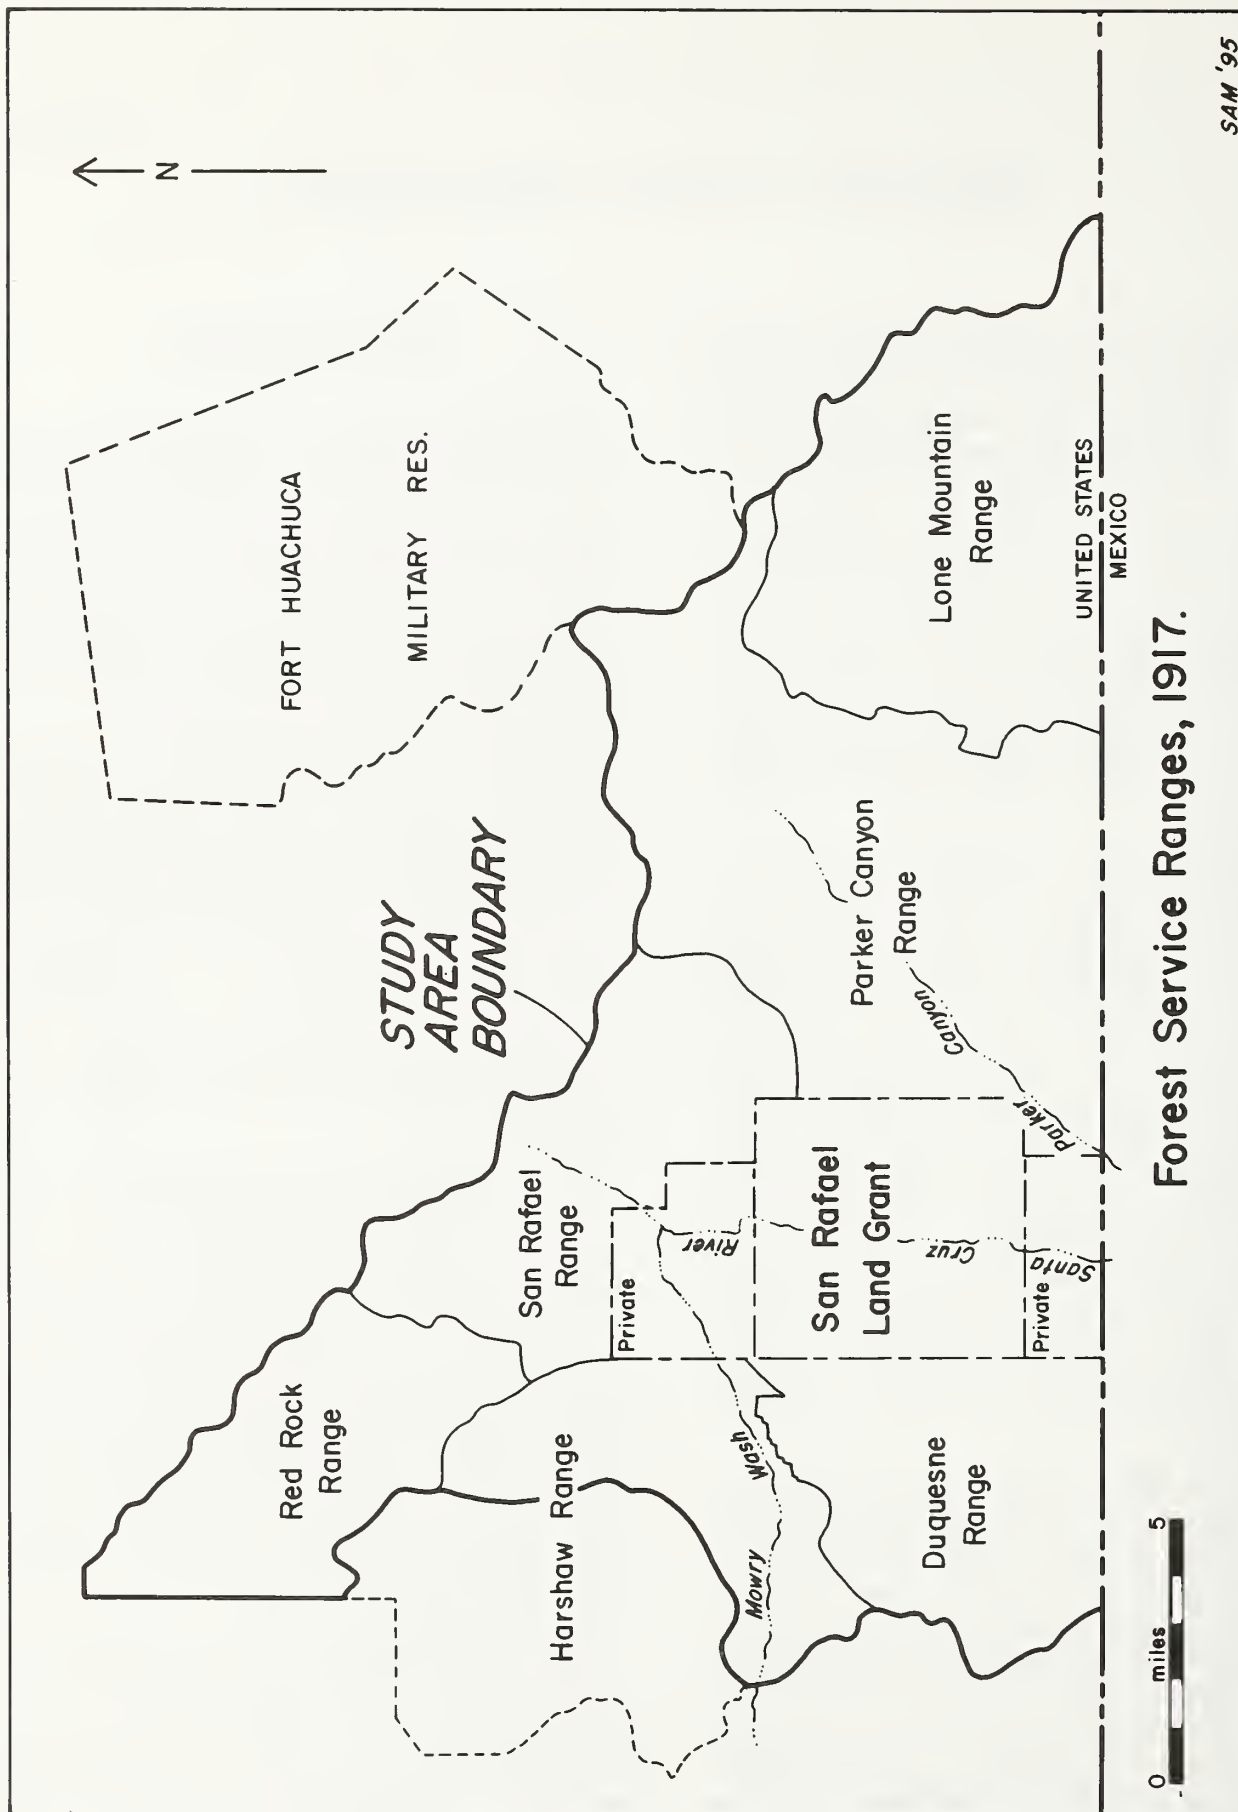 N
FORT HUACHUCA
MILITARY RES.
STUDY
AREA
BOUNDARY
Red Rock
Range
San Rafael
Range
Harshaw Range
Private
River
Wash
Mowry
San Rafael
Land Grant
Cruz
Santa
Private
Parker Canyon
Range
Canyon
Parker
Lone Mountain
Range
Duquesne
Range
UNITED STATES
MEXICO
0 miles 5
Forest Service Ranges, 1917.
SAM '95